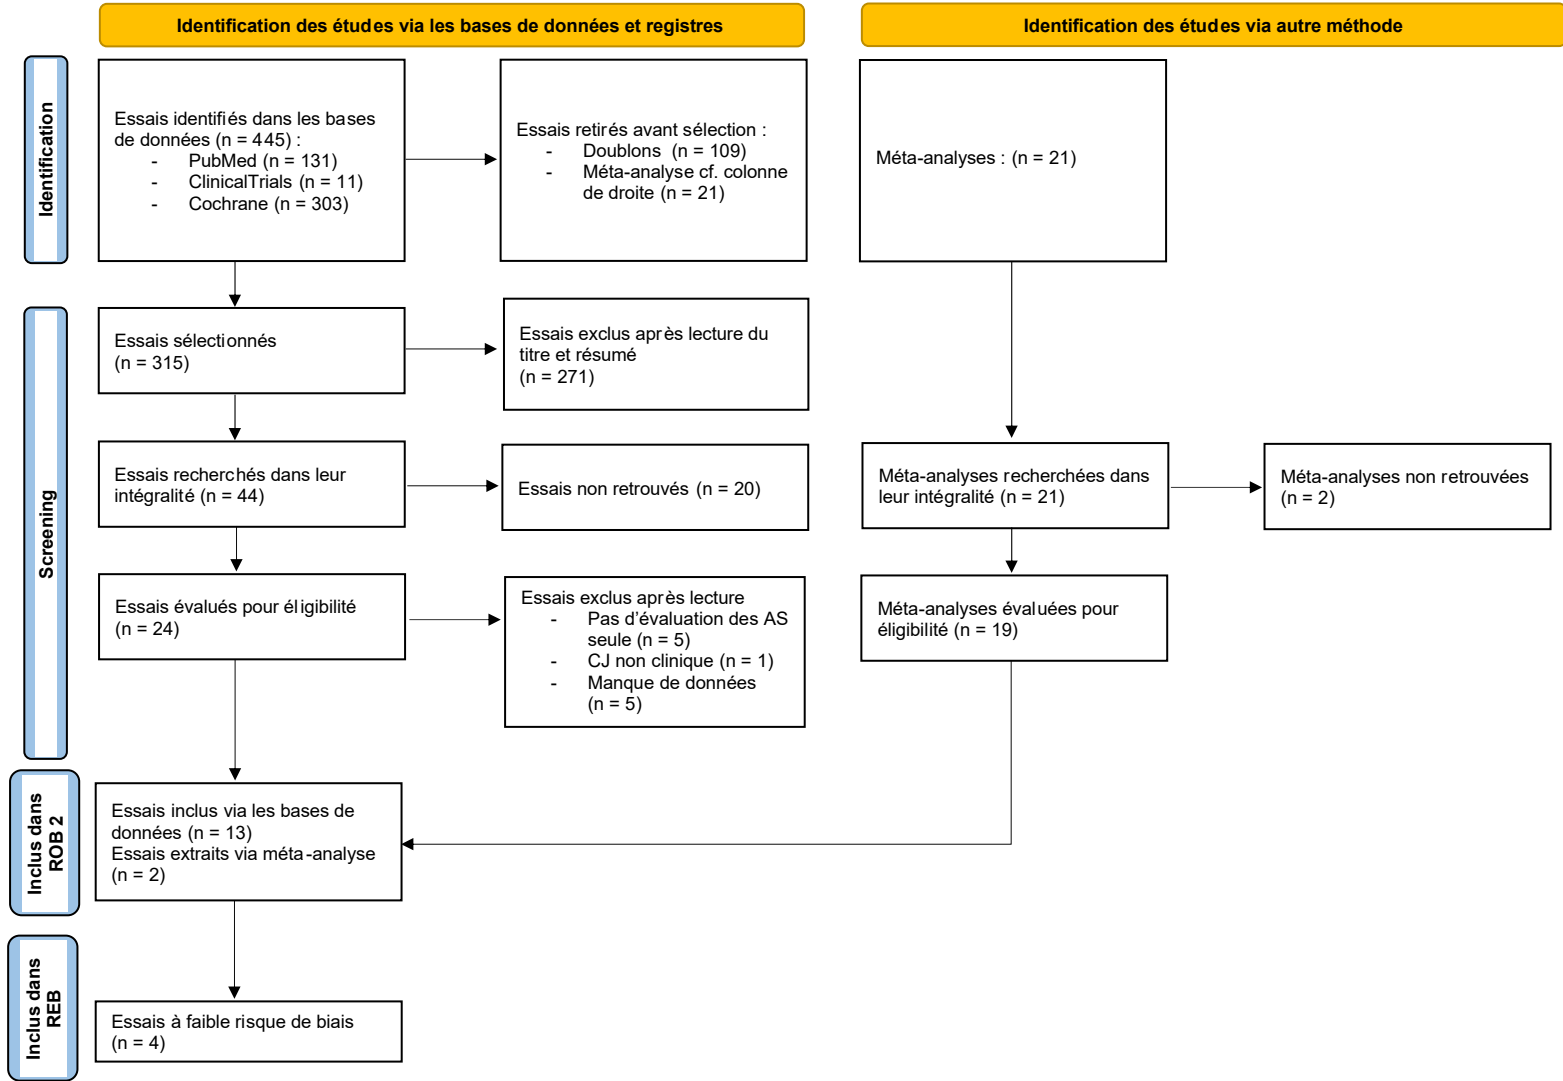 Identification des études via les bases de données et registres
Identification des études via autre méthode
Identification
Essais identifiés dans les bases
de données (n = 445) :
- PubMed (n = 131)
- ClinicalTrials (n = 11)
- Cochrane (n = 303)
Essais retirés avant sélection :
- Doublons (n = 109)
- Méta-analyse cf. colonne
de droite (n = 21)
Méta-analyses : (n = 21)
Screening
Essais sélectionnés
(n = 315)
Essais exclus après lecture du
titre et résumé
(n = 271)
Essais recherchés dans leur
intégralité (n = 44)
Essais non retrouvés (n = 20)
Méta-analyses recherchées dans
leur intégralité (n = 21)
Méta-analyses non retrouvées
(n = 2)
Essais évalués pour éligibilité
(n = 24)
Essais exclus après lecture
- Pas d'évaluation des AS
seule (n = 5)
- CJ non clinique (n = 1)
- Manque de données
(n = 5)
Méta-analyses évaluées pour
éligibilité (n = 19)
Inclus dans
ROB 2
Essais inclus via les bases de
données (n = 13)
Essais extraits via méta-analyse
(n = 2)
Inclus dans
REB
Essais à faible risque de biais
(n = 4)